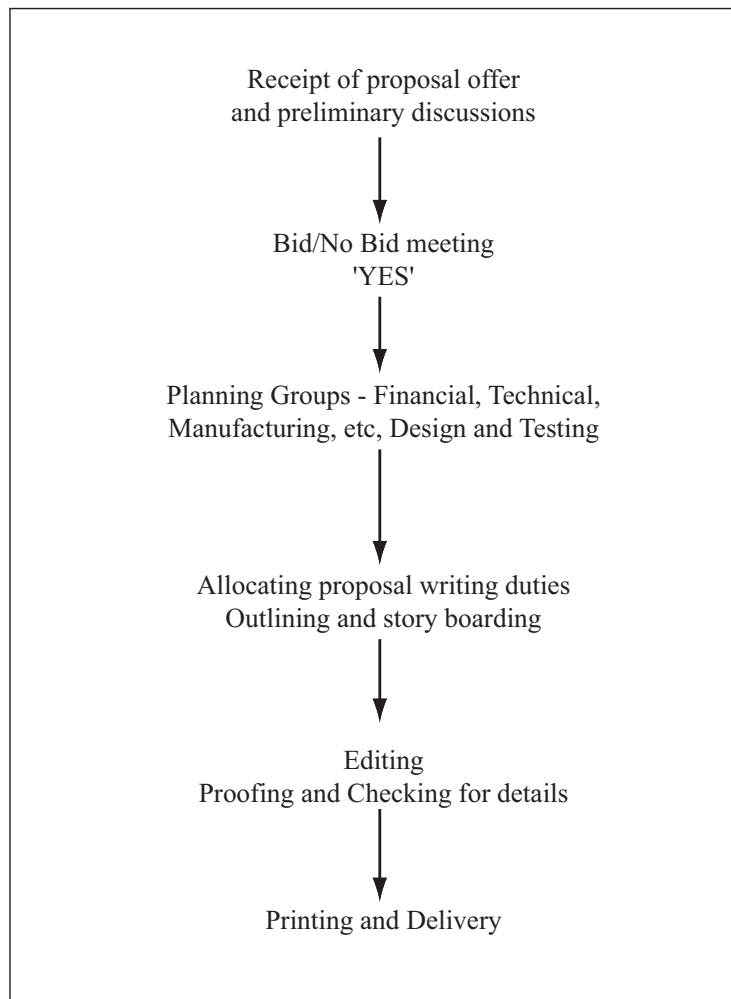 Receipt of proposal offer
and preliminary discussions
Bid/No Bid meeting
'YES'
Planning Groups - Financial, Technical,
Manufacturing, etc, Design and Testing
Allocating proposal writing duties
Outlining and story boarding
Editing
Proofing and Checking for details
Printing and Delivery